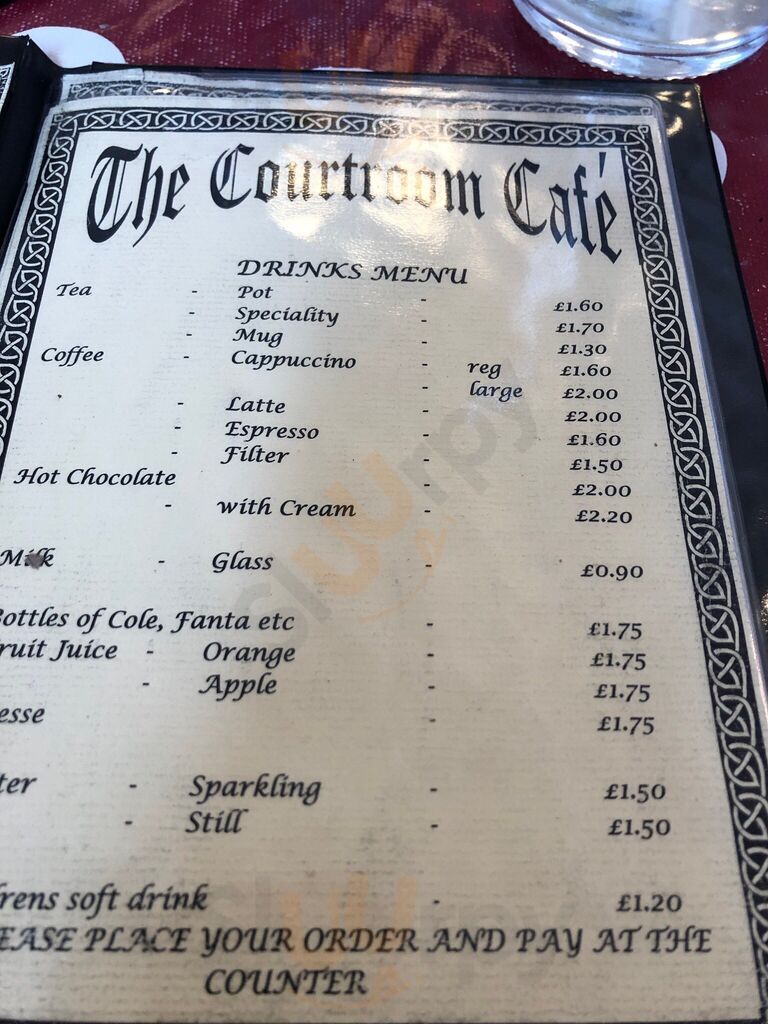 The Courtroom Café
DRINKS MENU
Tea - Pot - £1.60
- Speciality - £1.70
- Mug - £1.30
Coffee - Cappuccino - reg £1.60
- large £2.00
- Latte - £2.00
- Espresso - £1.60
- Filter - £1.50
Hot Chocolate - £2.00
- with Cream - £2.20
Milk - Glass - £0.90
Bottles of Cole, Fanta etc - £1.75
ruit Juice - Orange - £1.75
- Apple - £1.75
esse - £1.75
ter - Sparkling - £1.50
- Still - £1.50
rens soft drink - £1.20
EASE PLACE YOUR ORDER AND PAY AT THE
COUNTER
sluurpy
sluurpy